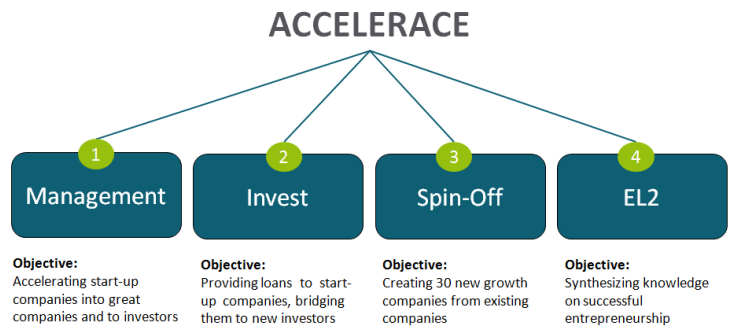 ACCELERACE
1
2
3
4
Management
Invest
Spin-Off
EL2
Objective:
Accelerating start-up
companies into great
companies and to investors
Objective:
Providing loans to start-
up companies, bridging
them to new investors
Objective:
Creating 30 new growth
companies from existing
companies
Objective:
Synthesizing knowledge
on successful
entrepreneurship